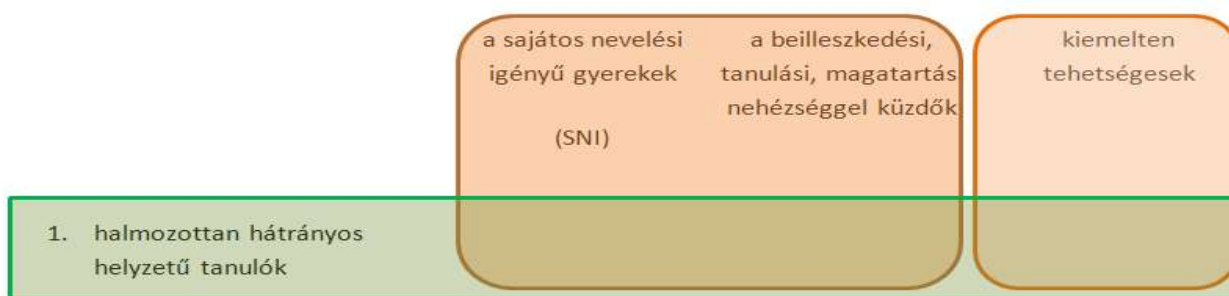 a sajátos nevelési
igényű gyerekek
(SNI)
a beilleszkedési,
tanulási, magatartás
nehézséggel küzdők
kiemelten
tehetségesek
1. halmozottan hátrányos
helyzetű tanulók